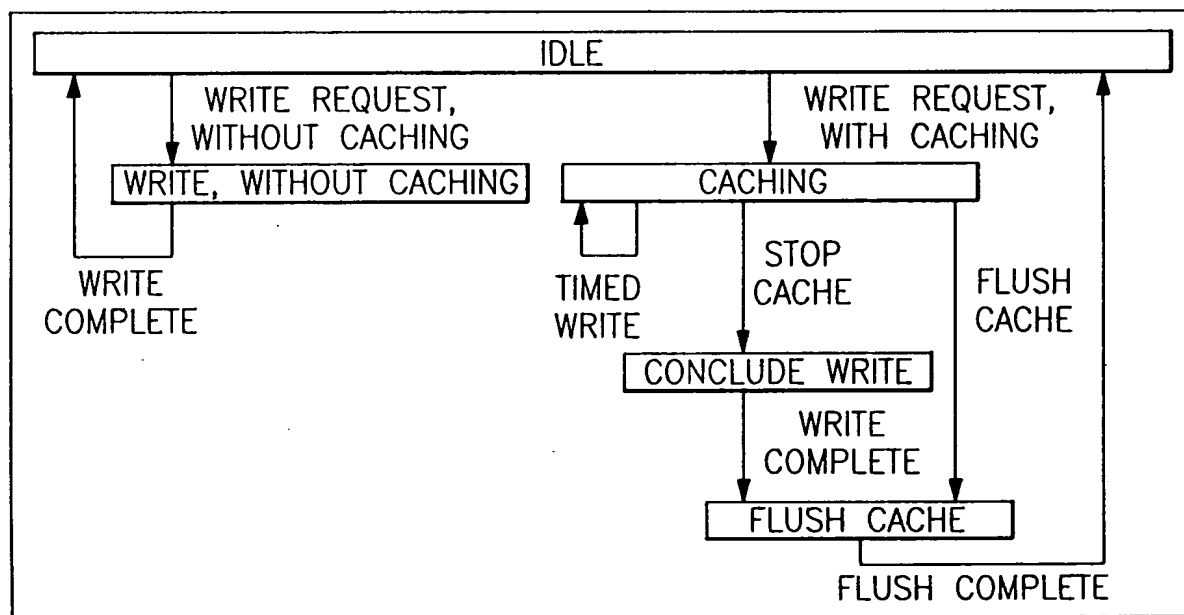 IDLE
WRITE REQUEST,
WITHOUT CACHING
WRITE REQUEST,
WITH CACHING
WRITE, WITHOUT CACHING
CACHING
WRITE
COMPLETE
TIMED
WRITE
STOP
CACHE
FLUSH
CACHE
CONCLUDE WRITE
WRITE
COMPLETE
FLUSH CACHE
FLUSH COMPLETE